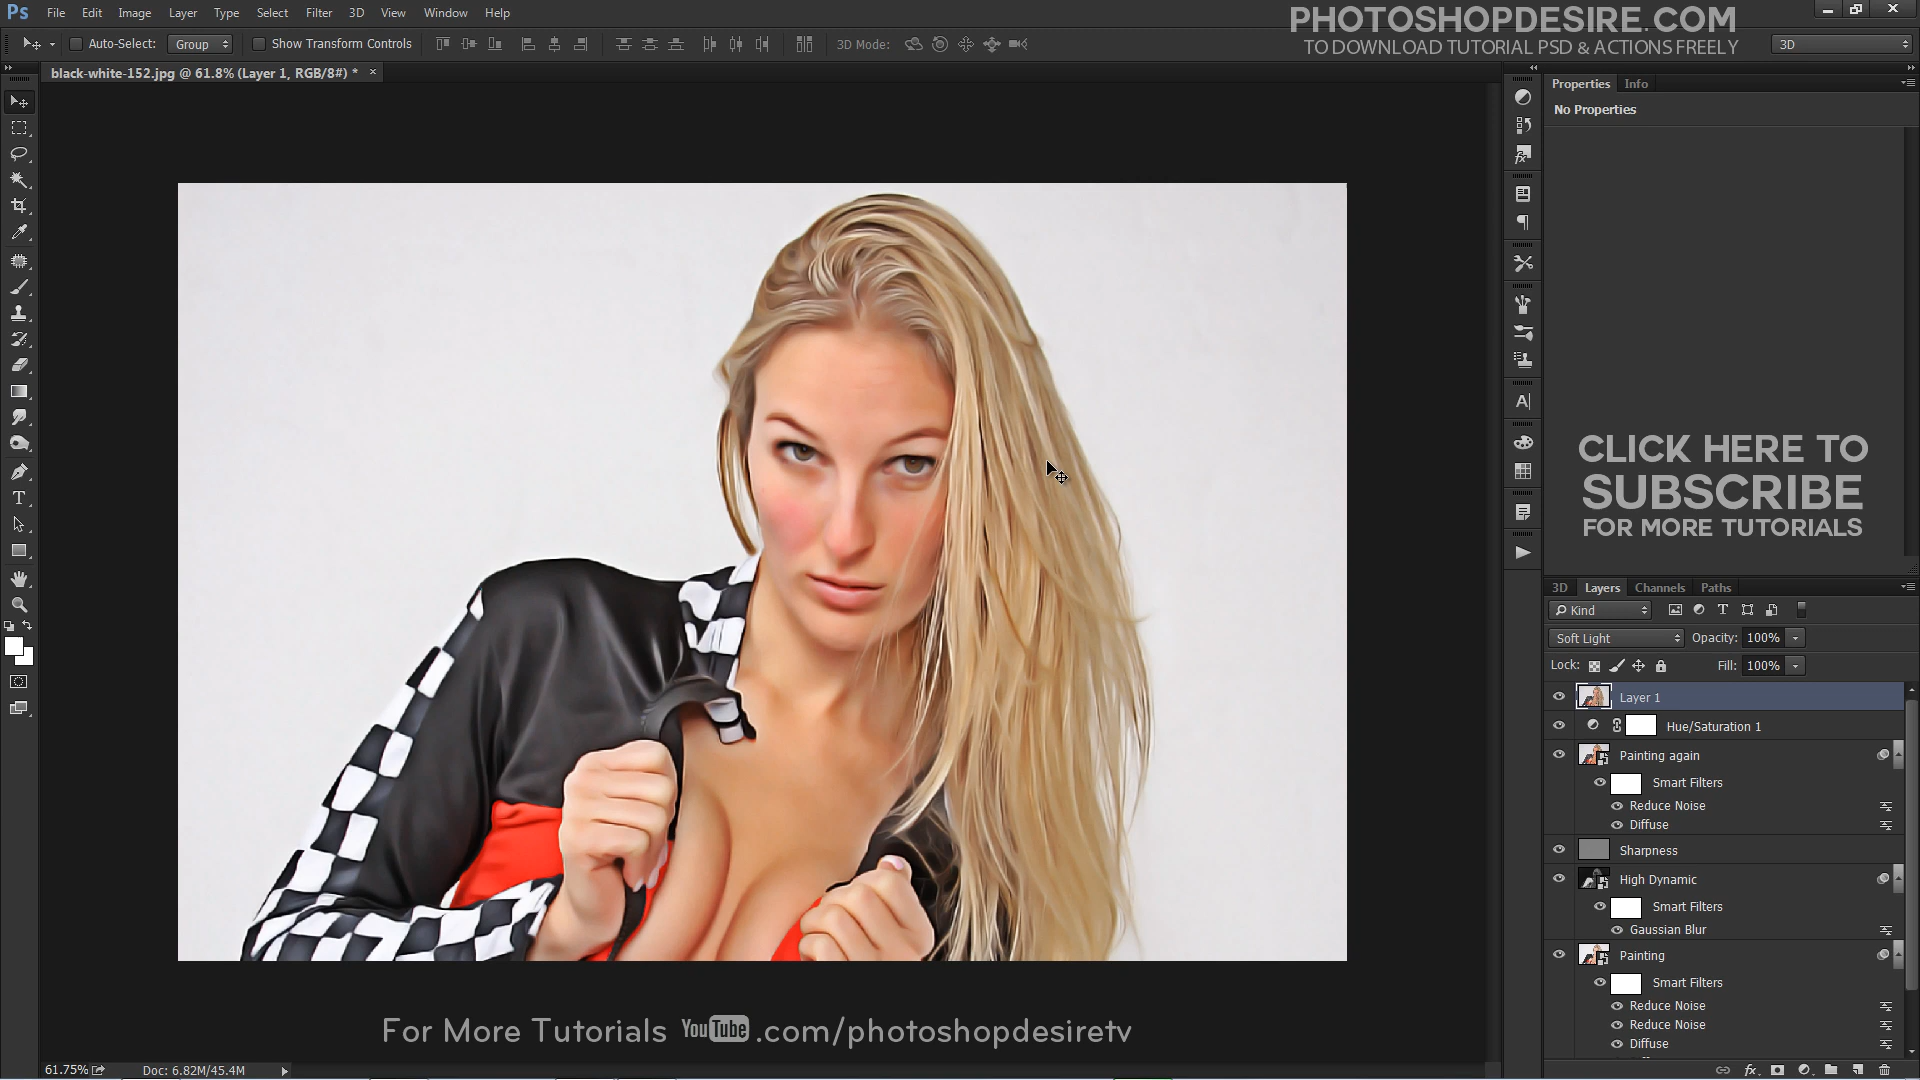 Ps File Edit Image Layer Type Select Filter 3D View Window Help
PHOTOSHOPDESIRE.COM
TO DOWNLOAD TUTORIAL PSD & ACTIONS FREELY
Auto-Select: Group Show Transform Controls 3D Mode: 3D
black-white-152.jpg @ 61.8% (Layer 1, RGB/8#) * ×
Properties Info
No Properties
CLICK HERE TO
SUBSCRIBE
FOR MORE TUTORIALS
3D Layers Channels Paths
Kind
Soft Light Opacity: 100%
Lock: Fill: 100%
Layer 1
Hue/Saturation 1
Painting again
Smart Filters
Reduce Noise
Diffuse
Sharpness
High Dynamic
Smart Filters
Gaussian Blur
Painting
Smart Filters
Reduce Noise
Reduce Noise
Diffuse
For More Tutorials YouTube.com/photoshopdesiretv
61.75% Doc: 6.82M/45.4M